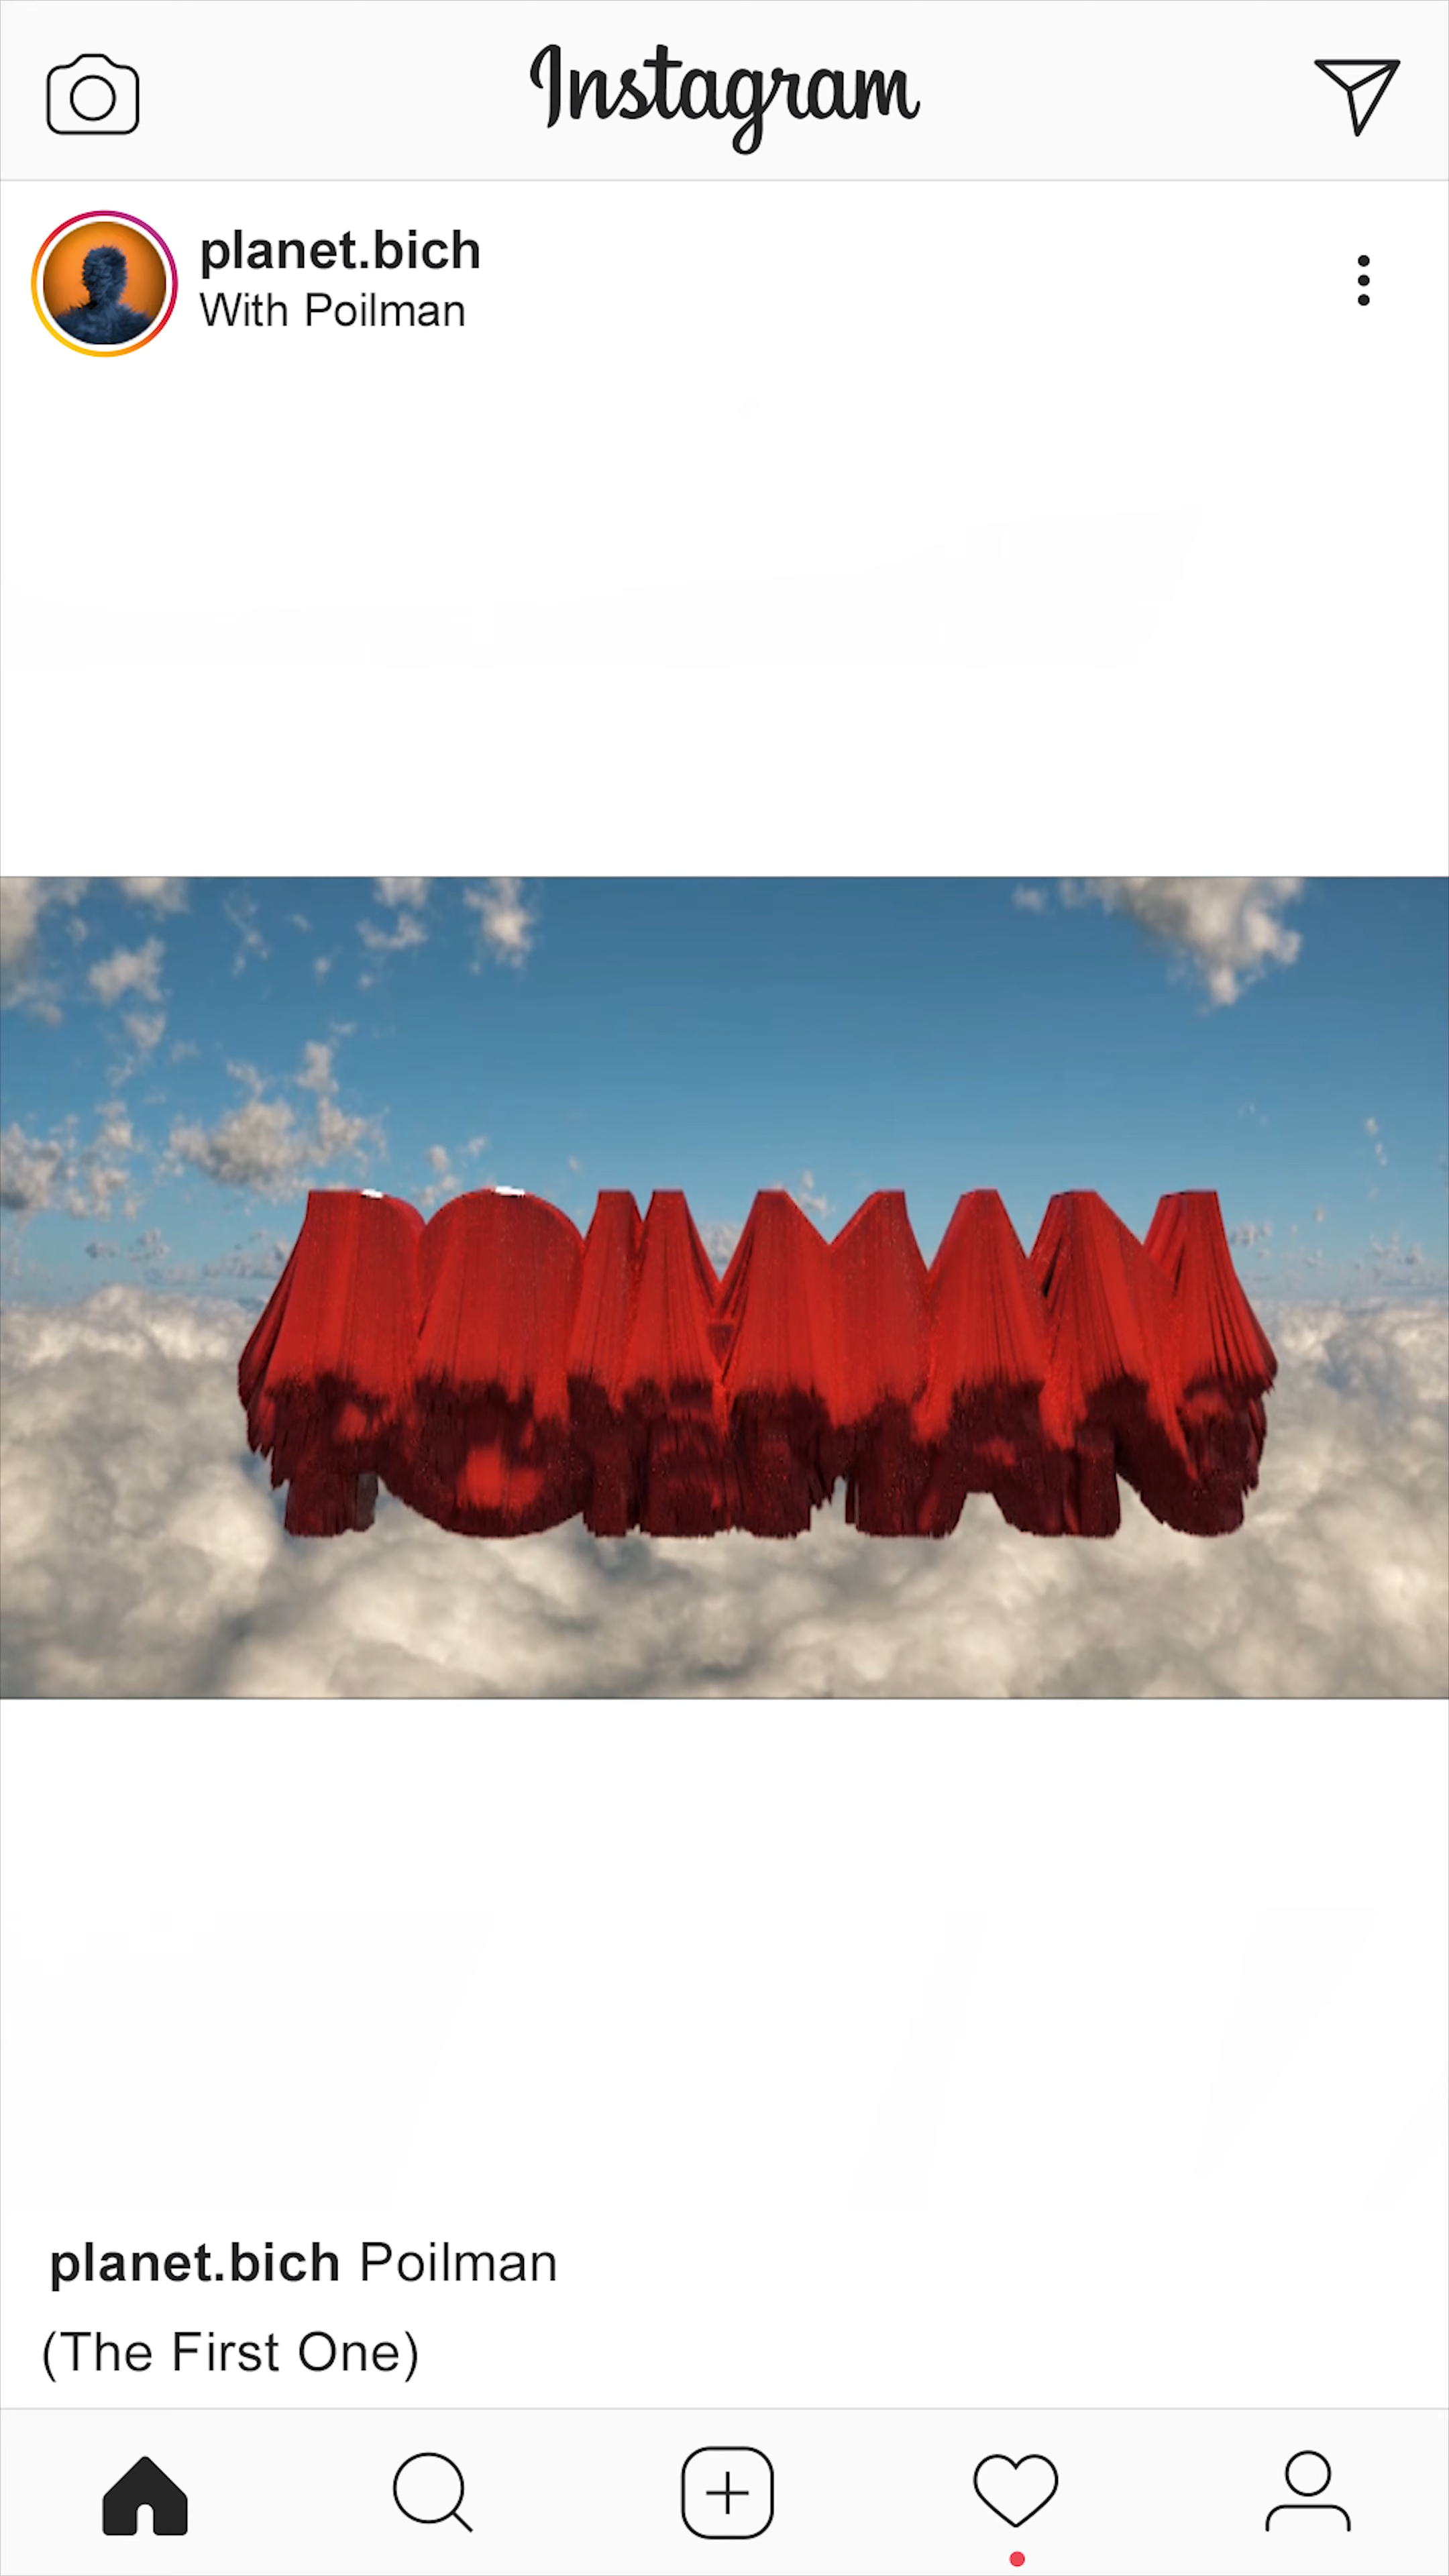 Instagram
planet.bich
With Poilman
POILMAN
planet.bich Poilman
(The First One)